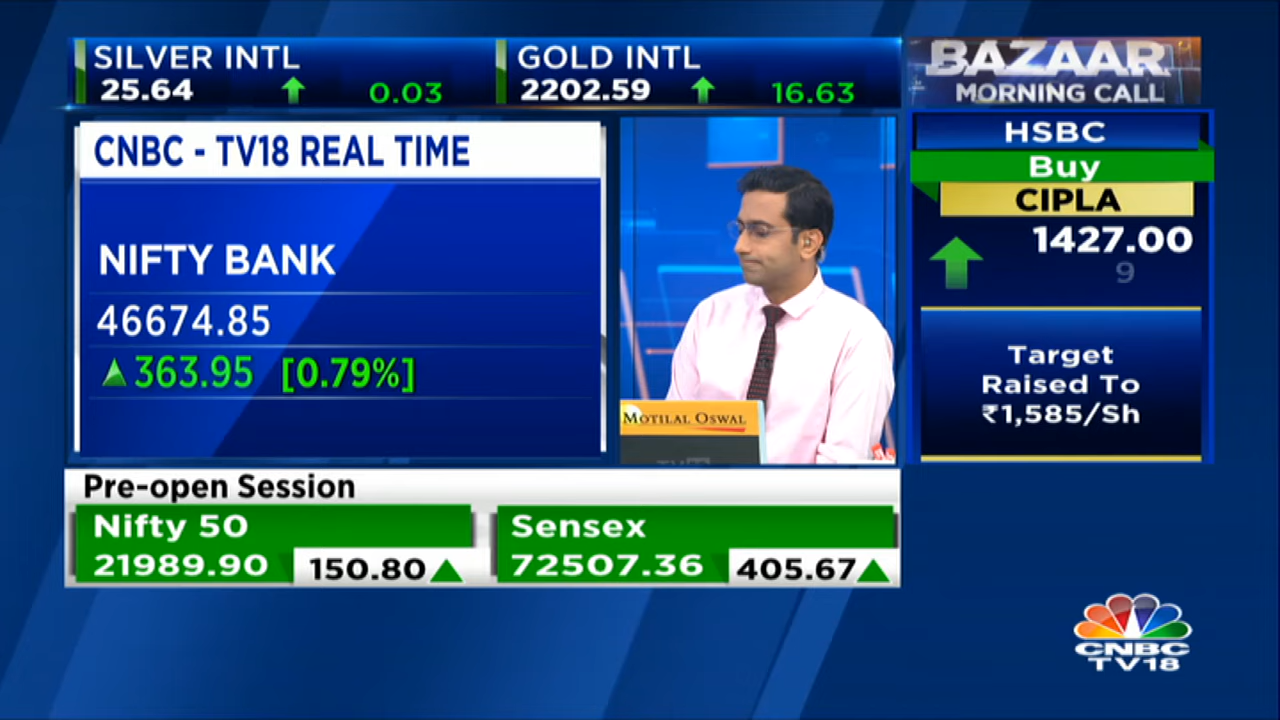 SILVER INTL
25.64 0.03
GOLD INTL
2202.59 16.63
BAZAAR
MORNING CALL
CNBC - TV18 REAL TIME
NIFTY BANK
46674.85
▲363.95 [0.79%]
MOTILAL OSWAL
HSBC
Buy
CIPLA
1427.00
9
Target
Raised To
₹1,585/Sh
Pre-open Session
Nifty 50
21989.90 150.80▲
Sensex
72507.36 405.67▲
CNBC
TV18